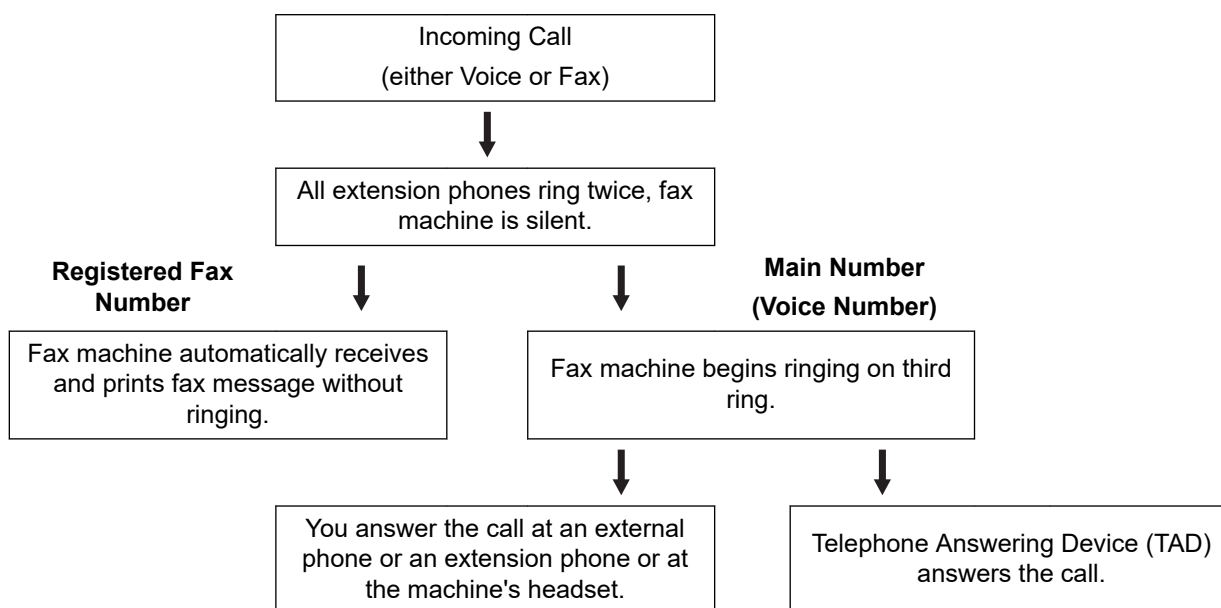 Incoming Call
(either Voice or Fax)
All extension phones ring twice, fax
machine is silent.
Registered Fax
Number
Main Number
(Voice Number)
Fax machine automatically receives
and prints fax message without
ringing.
Fax machine begins ringing on third
ring.
You answer the call at an external
phone or an extension phone or at
the machine's headset.
Telephone Answering Device (TAD)
answers the call.